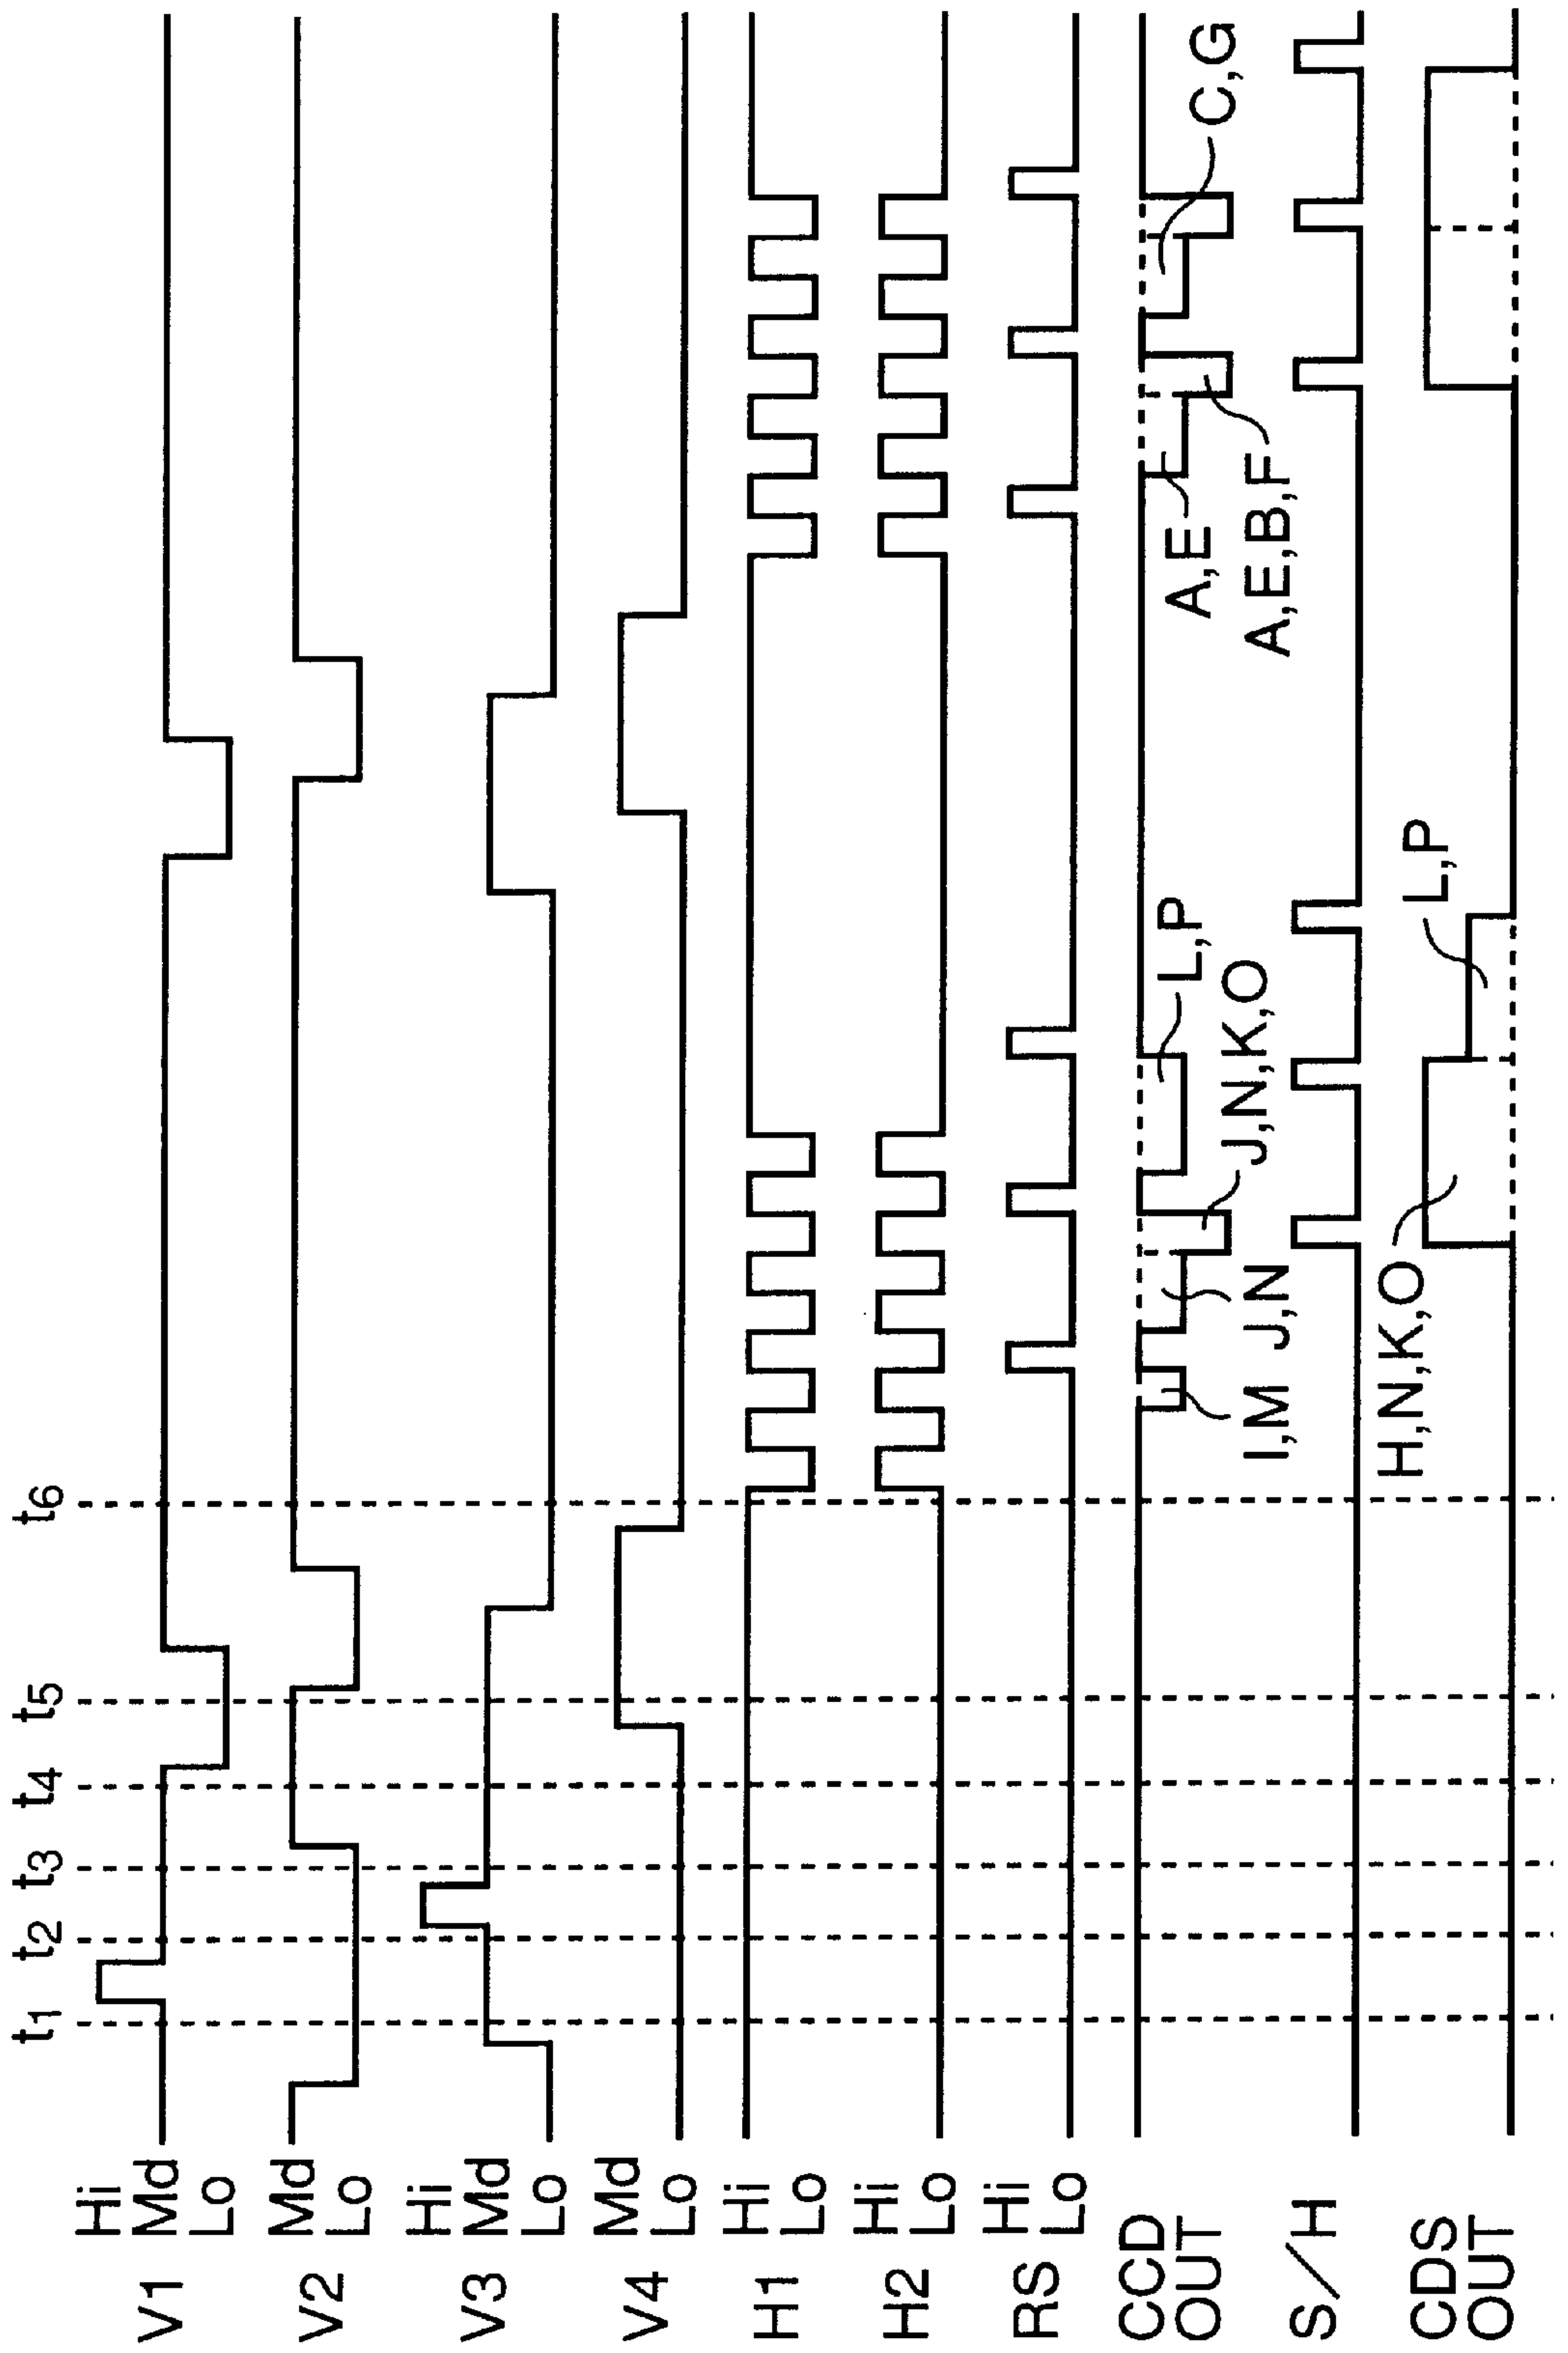 t1 t2 t3 t4 t5 t6
V1 Hi Md Lo
V2 Md Lo
V3 Hi Md Lo
V4 Md Lo
H1 Hi Lo
H2 Hi Lo
RS Hi Lo
CCD OUT
I,M J,N
J,N,K,O
L,P
A,E
A,E,B,F
C,G
S/H
CDS OUT
H,N,K,O
L,P